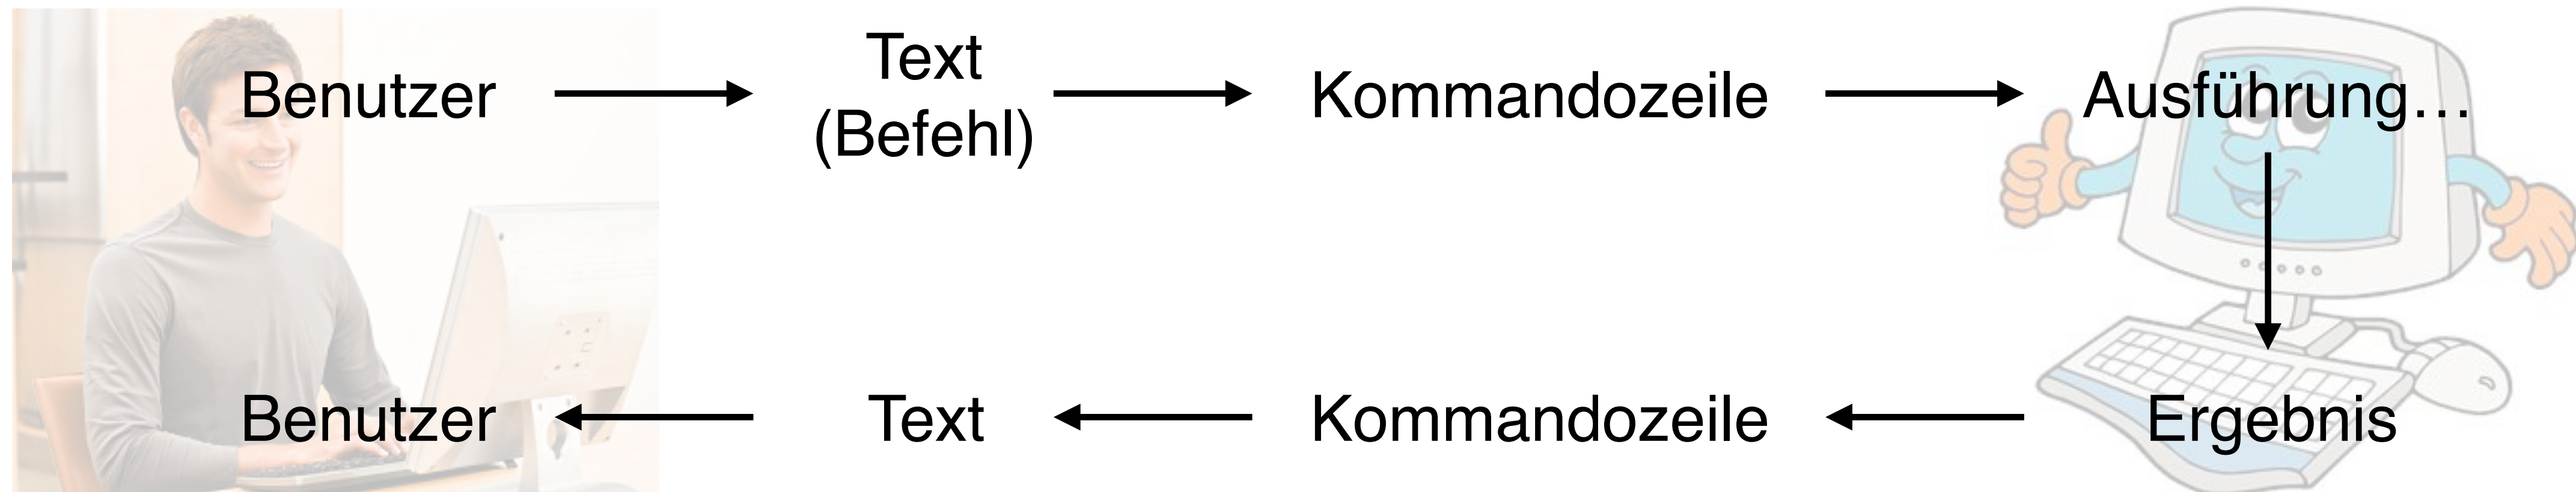 Benutzer
Text
(Befehl)
Kommandozeile
Ausführung…
Benutzer
Text
Kommandozeile
Ergebnis